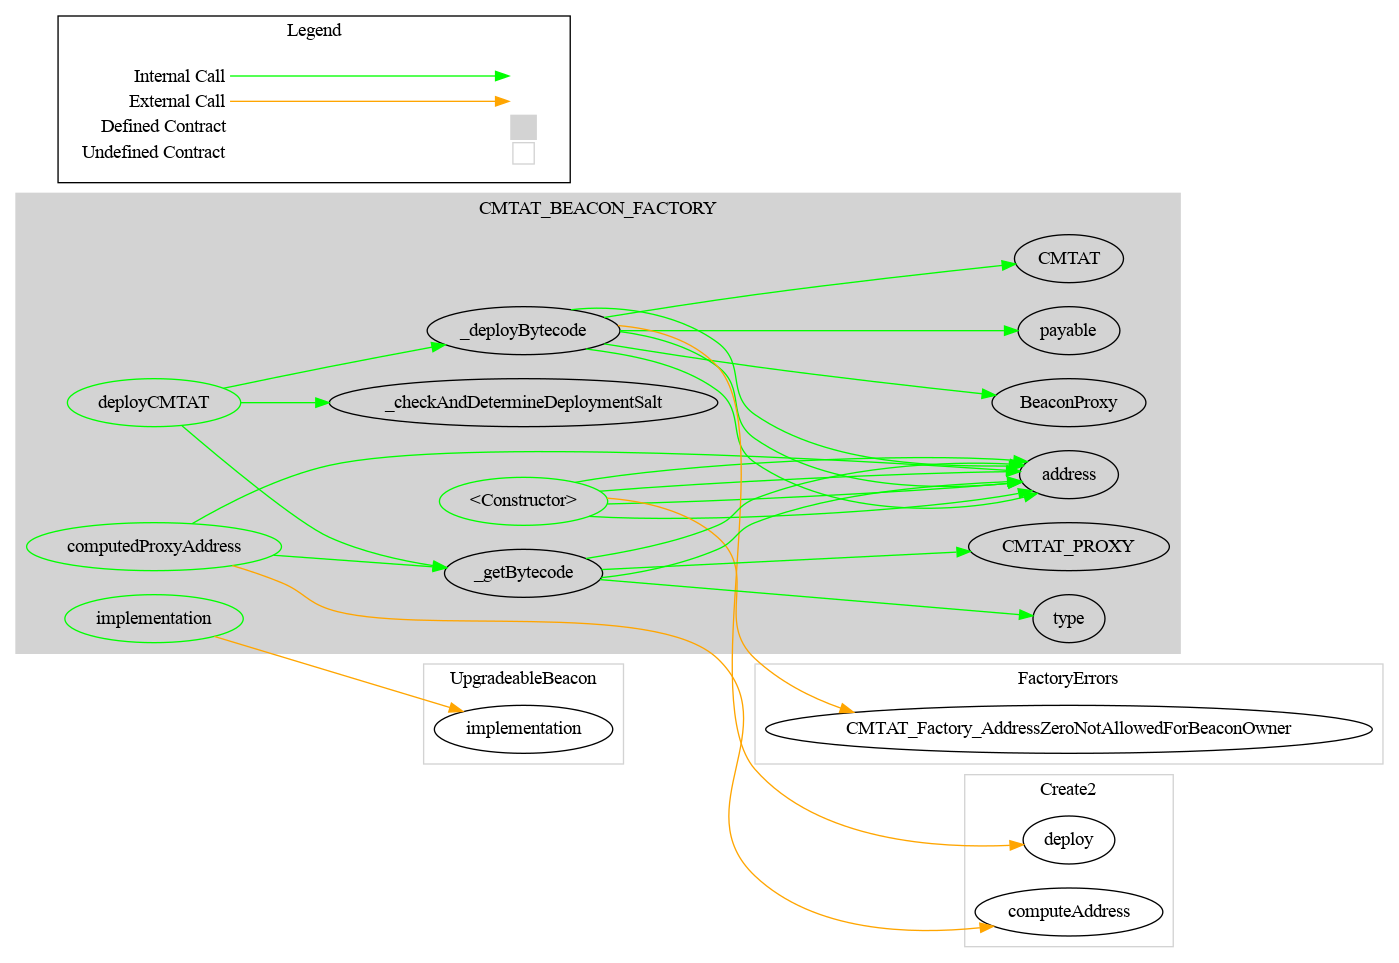 Legend
Internal Call
External Call
Defined Contract
Undefined Contract
CMTAT_BEACON_FACTORY
CMTAT
_deployBytecode
payable
deployCMTAT
_checkAndDetermineDeploymentSalt
BeaconProxy
<Constructor>
address
computedProxyAddress
_getBytecode
CMTAT_PROXY
implementation
type
UpgradeableBeacon
implementation
FactoryErrors
CMTAT_Factory_AddressZeroNotAllowedForBeaconOwner
Create2
deploy
computeAddress